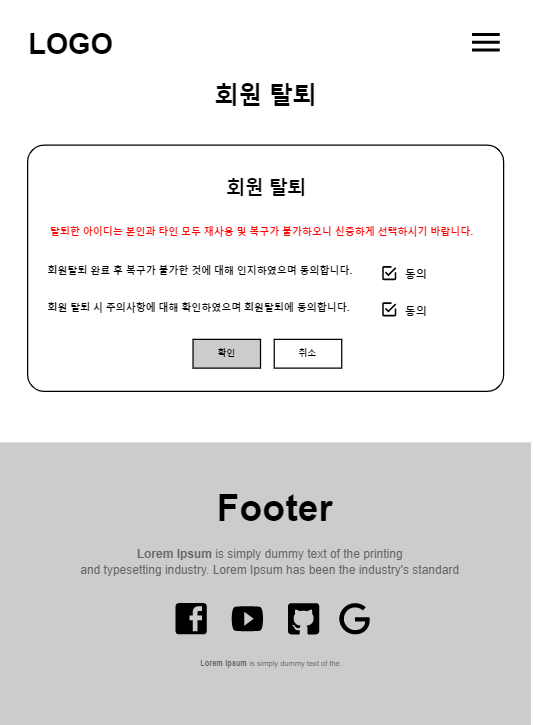 LOGO
회원 탈퇴
회원 탈퇴
탈퇴한 아이디는 본인과 타인 모두 재사용 및 복구가 불가하오니 신중하게 선택하시기 바랍니다.
회원탈퇴 완료 후 복구가 불가한 것에 대해 인지하였으며 동의합니다. 동의
회원 탈퇴 시 주의사항에 대해 확인하였으며 회원탈퇴에 동의합니다. 동의
확인 취소
Footer
Lorem Ipsum is simply dummy text of the printing
and typesetting industry. Lorem Ipsum has been the industry's standard
Lorem Ipsum is simply dummy text of the.